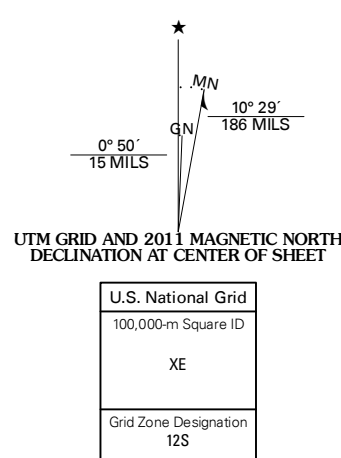 ★
MN
GN
10° 29´
186 MILS
0° 50´
15 MILS
UTM GRID AND 2011 MAGNETIC NORTH
DECLINATION AT CENTER OF SHEET
U.S. National Grid
100,000-m Square ID
XE
Grid Zone Designation
12S